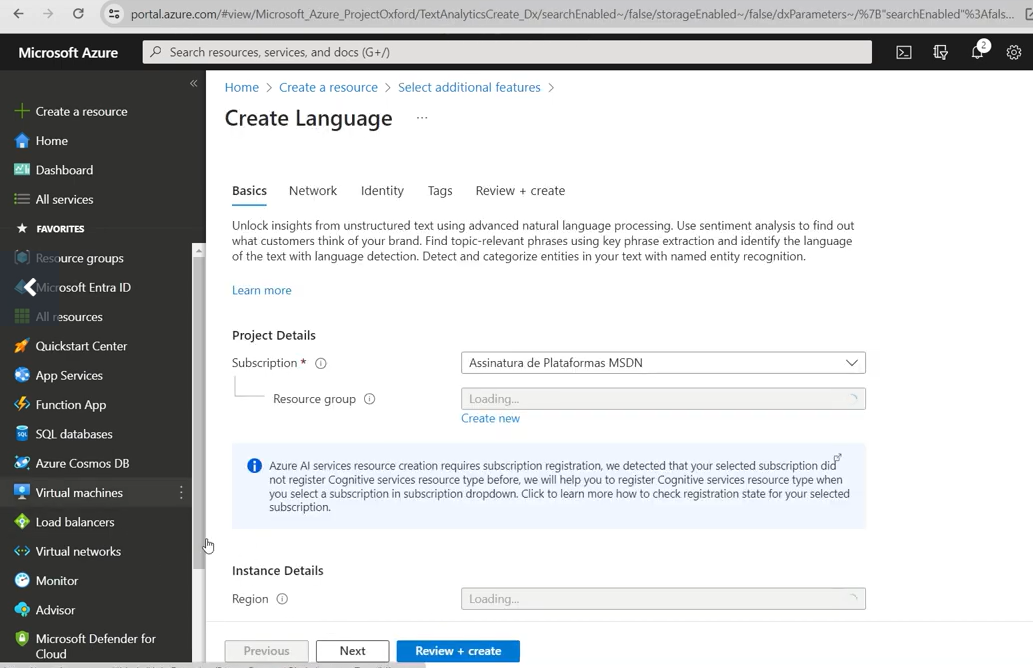 portal.azure.com/#view/Microsoft_Azure_ProjectOxford/TextAnalyticsCreate_Dx/searchEnabled~/false/storageEnabled~/false/dxParameters~/%7B"searchEnabled"%3Afals...
Microsoft Azure
Search resources, services, and docs (G+/)
2
«
Create a resource
Home
Dashboard
All services
FAVORITES
Resource groups
Microsoft Entra ID
All resources
Quickstart Center
App Services
Function App
SQL databases
Azure Cosmos DB
Virtual machines
Load balancers
Virtual networks
Monitor
Advisor
Microsoft Defender for
Cloud
Home > Create a resource > Select additional features >
Create Language ...
Basics Network Identity Tags Review + create
Unlock insights from unstructured text using advanced natural language processing. Use sentiment analysis to find out
what customers think of your brand. Find topic-relevant phrases using key phrase extraction and identify the language
of the text with language detection. Detect and categorize entities in your text with named entity recognition.
Learn more
Project Details
Subscription * Assinatura de Plataformas MSDN
Resource group Loading...
Create new
Azure AI services resource creation requires subscription registration, we detected that your selected subscription did
not register Cognitive services resource type before, we will help you to register Cognitive services resource type when
you select a subscription in subscription dropdown. Click to learn more how to check registration state for your selected
subscription.
Instance Details
Region Loading...
Previous Next Review + create